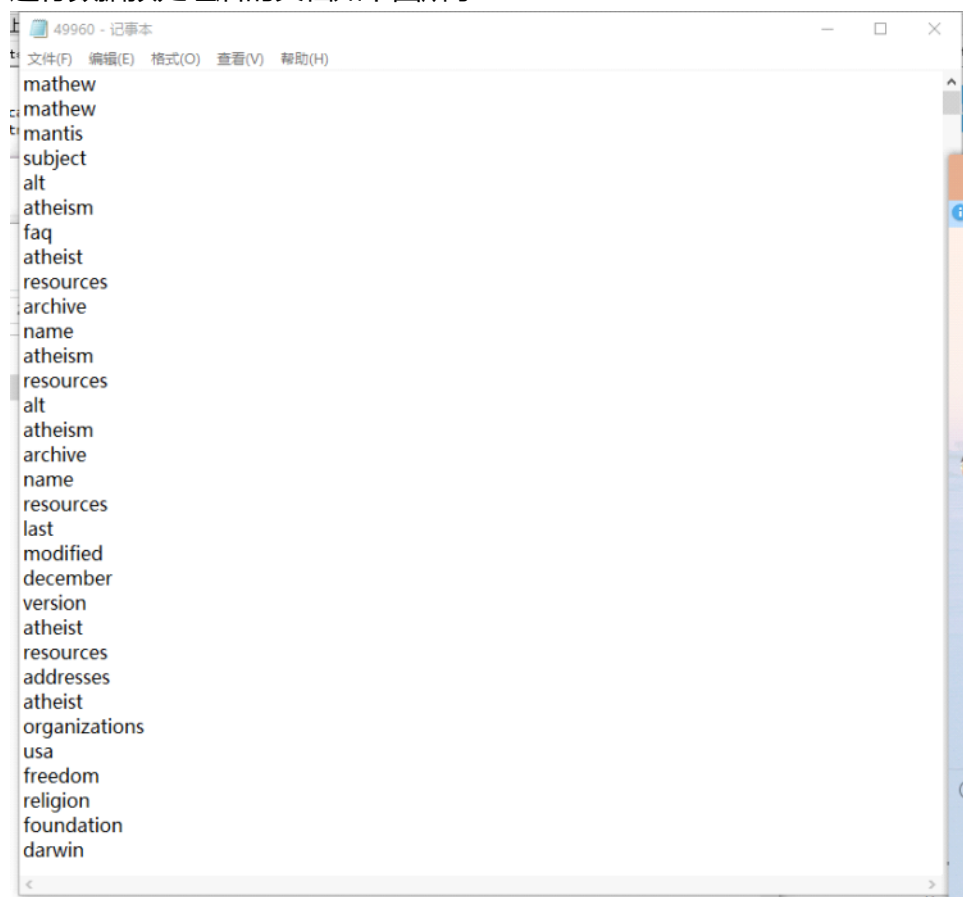 49960 - 记事本
文件(F) 编辑(E) 格式(O) 查看(V) 帮助(H)
mathew
mathew
mantis
subject
alt
atheism
faq
atheist
resources
archive
name
atheism
resources
alt
atheism
archive
name
resources
last
modified
december
version
atheist
resources
addresses
atheist
organizations
usa
freedom
religion
foundation
darwin